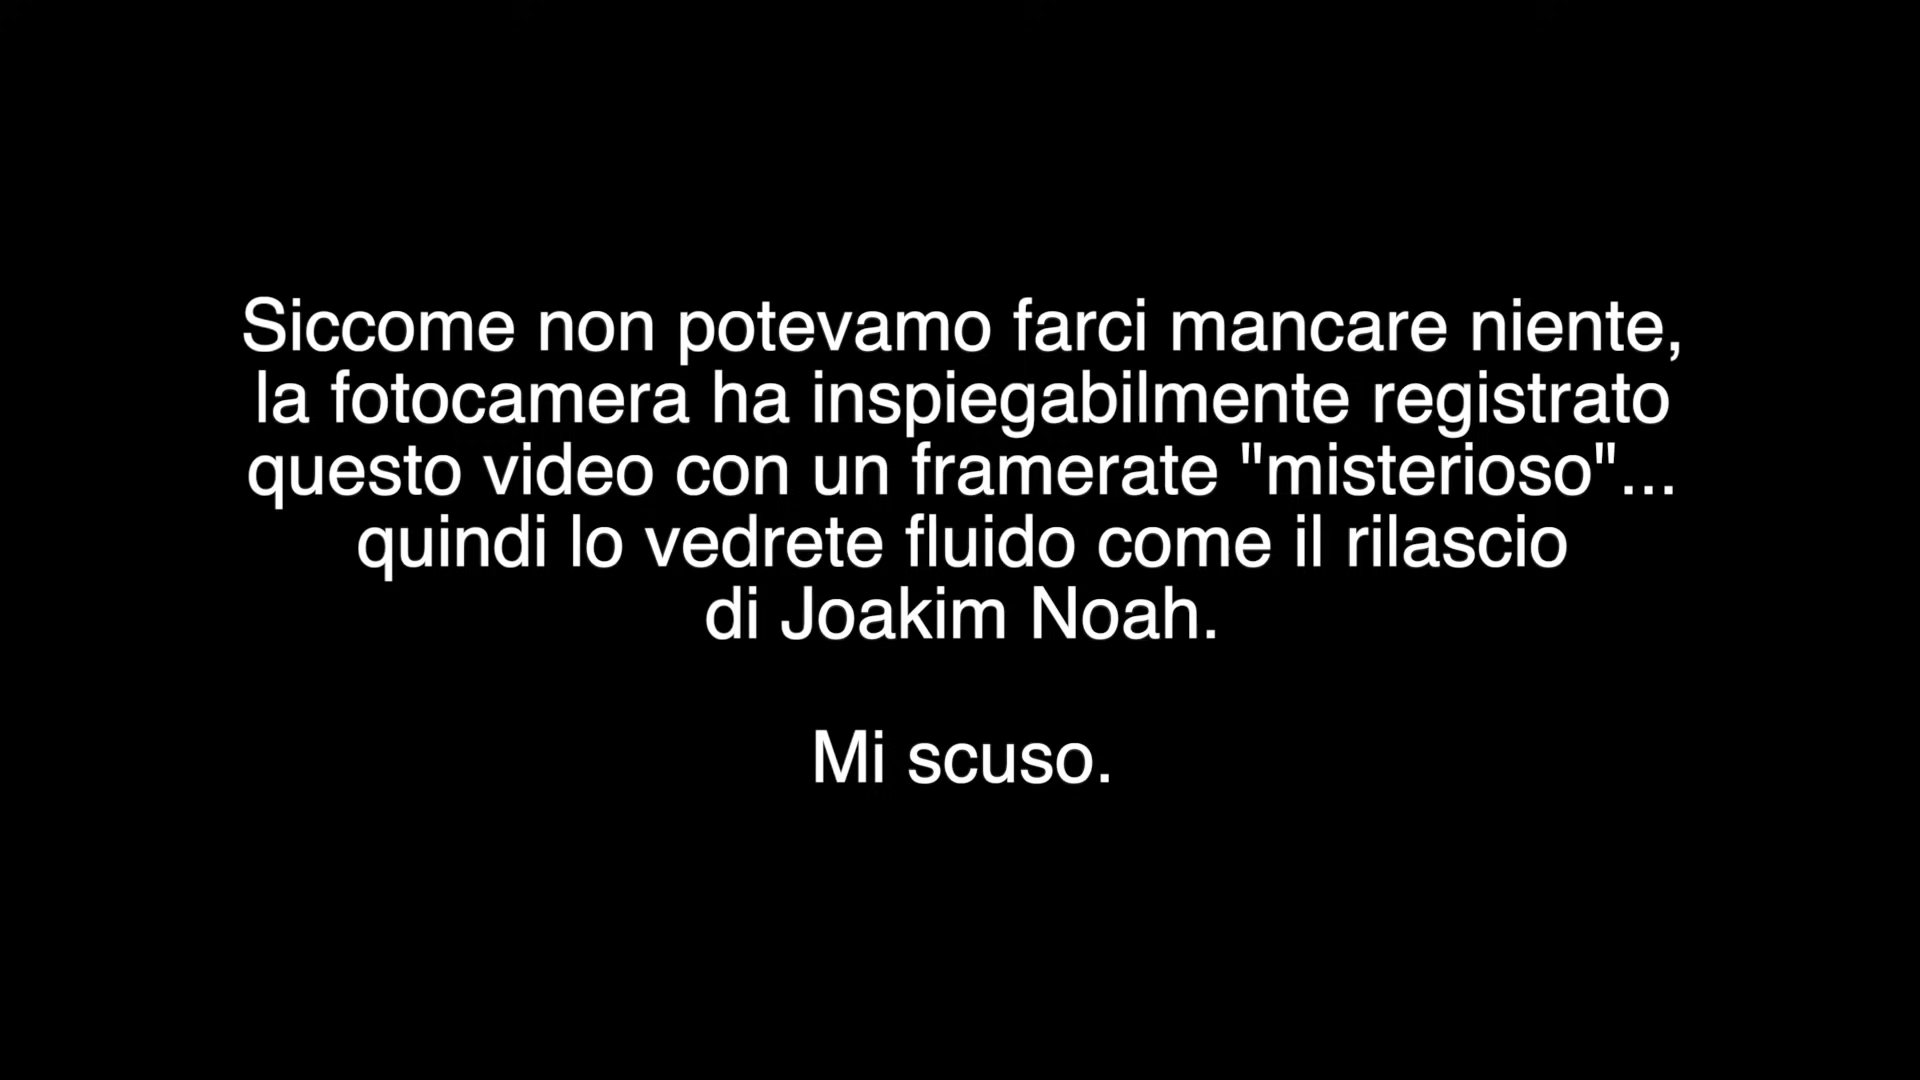 Siccome non potevamo farci mancare niente,
la fotocamera ha inspiegabilmente registrato
questo video con un framerate "misterioso"...
quindi lo vedrete fluido come il rilascio
di Joakim Noah.
Mi scuso.